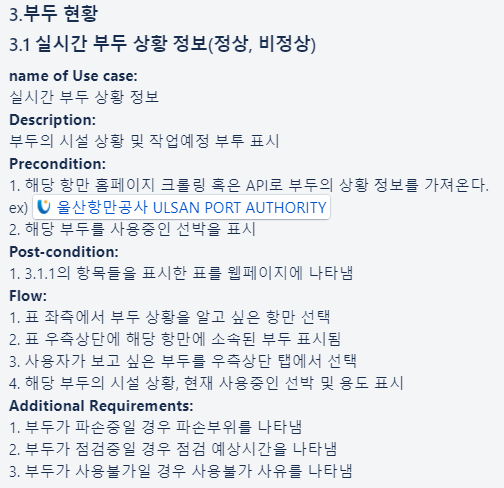 3.부두 현황
3.1 실시간 부두 상황 정보(정상, 비정상)
name of Use case:
실시간 부두 상황 정보
Description:
부두의 시설 상황 및 작업예정 부투 표시
Precondition:
1. 해당 항만 홈페이지 크롤링 혹은 API로 부두의 상황 정보를 가져온다.
ex) 울산항만공사 ULSAN PORT AUTHORITY
2. 해당 부두를 사용중인 선박을 표시
Post-condition:
1. 3.1.1의 항목들을 표시한 표를 웹페이지에 나타냄
Flow:
1. 표 좌측에서 부두 상황을 알고 싶은 항만 선택
2. 표 우측상단에 해당 항만에 소속된 부두 표시됨
3. 사용자가 보고 싶은 부두를 우측상단 탭에서 선택
4. 해당 부두의 시설 상황, 현재 사용중인 선박 및 용도 표시
Additional Requirements:
1. 부두가 파손중일 경우 파손부위를 나타냄
2. 부두가 점검중일 경우 점검 예상시간을 나타냄
3. 부두가 사용불가일 경우 사용불가 사유를 나타냄